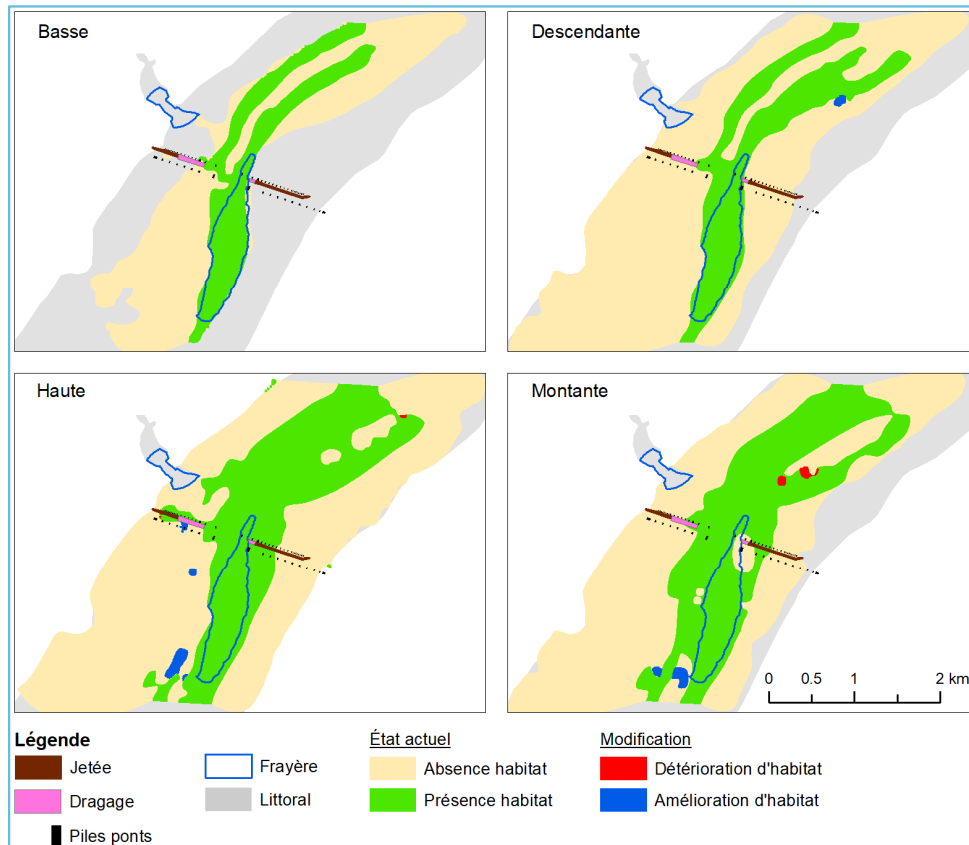 Basse
Descendante
Haute
Montante
0 0.5 1 2 km
Légende
Jetée
Dragage
Piles ponts
Frayère
Littoral
État actuel
Absence habitat
Présence habitat
Modification
Détérioration d'habitat
Amélioration d'habitat